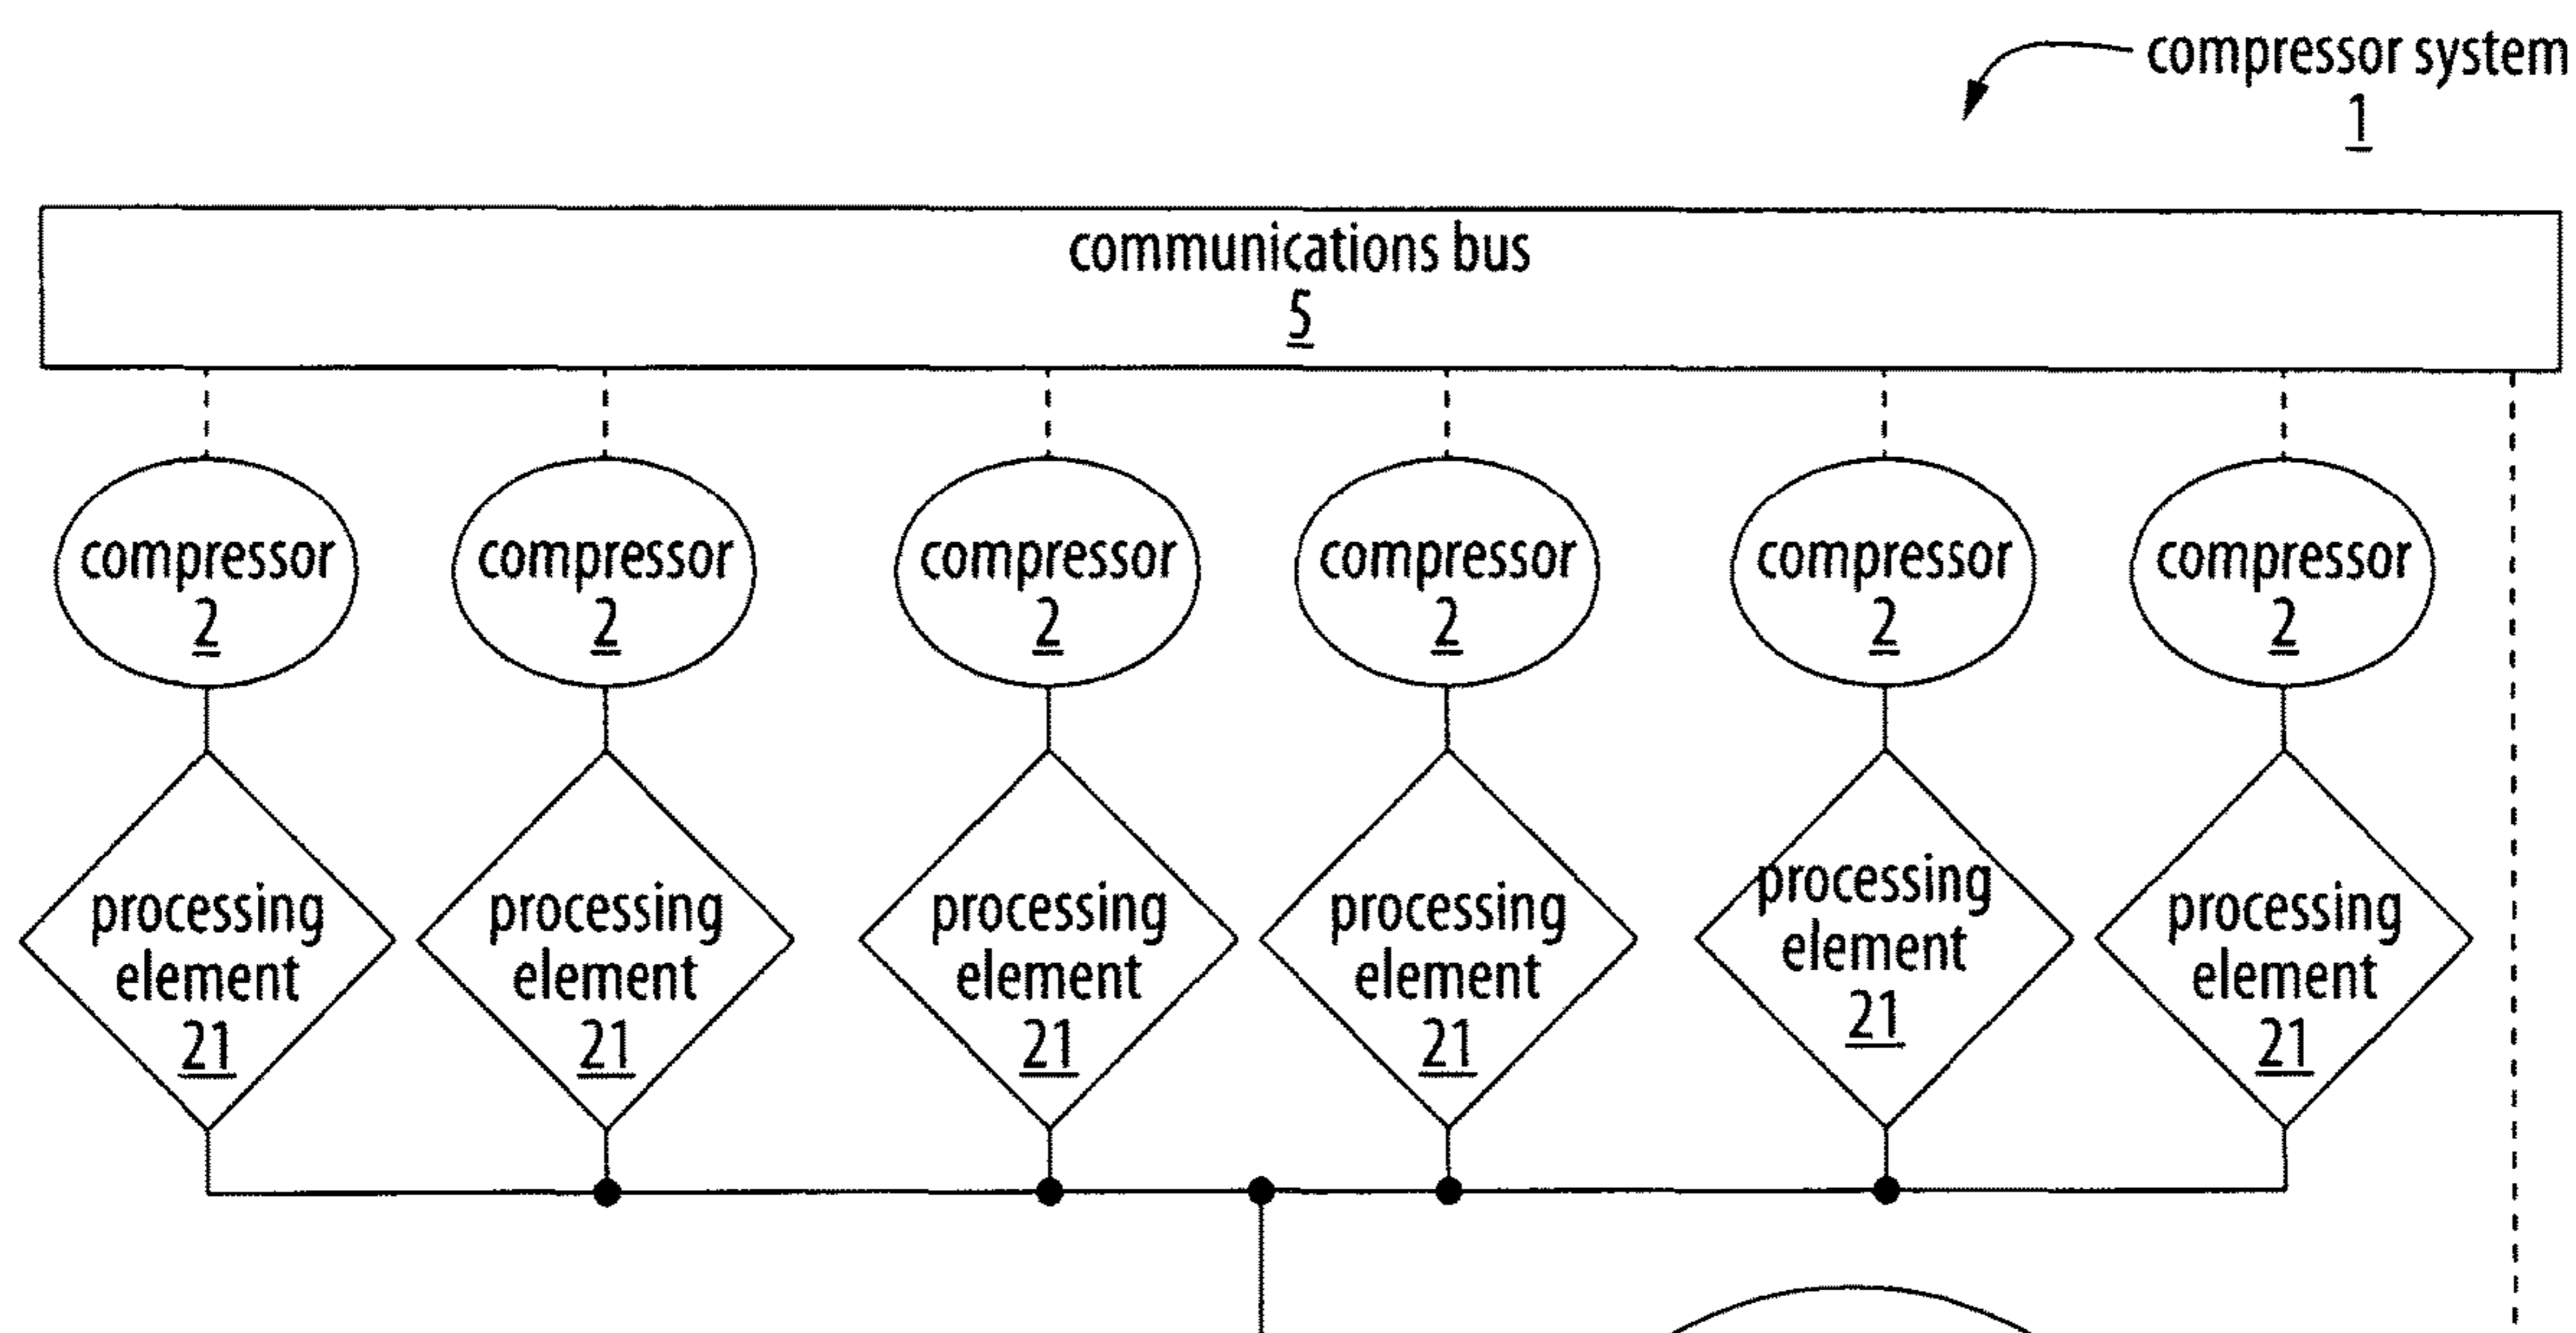 compressor system
1
communications bus
5
compressor
2
compressor
2
compressor
2
compressor
2
compressor
2
compressor
2
processing
element
21
processing
element
21
processing
element
21
processing
element
21
processing
element
21
processing
element
21